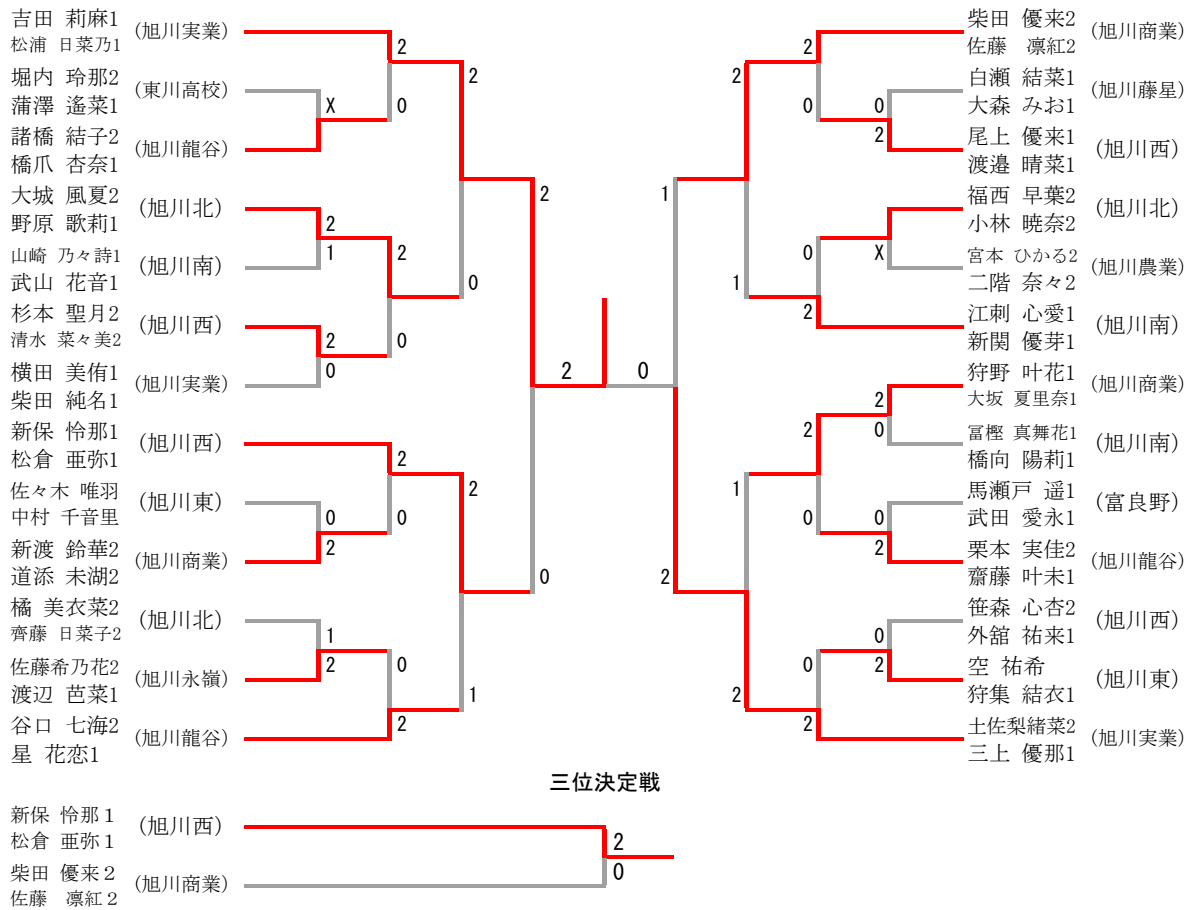 吉田 莉麻1
松浦 日菜乃1
(旭川実業)
堀内 玲那2
蒲澤 遙菜1
(東川高校)
諸橋 結子2
橋爪 杏奈1
(旭川龍谷)
大城 風夏2
野原 歌莉1
(旭川北)
山崎 乃々詩1
武山 花音1
(旭川南)
杉本 聖月2
清水 菜々美2
(旭川西)
横田 美侑1
柴田 純名1
(旭川実業)
新保 怜那1
松倉 亜弥1
(旭川西)
佐々木 唯羽
中村 千音里
(旭川東)
新渡 鈴華2
道添 未湖2
(旭川商業)
橘 美衣菜2
齊藤 日菜子2
(旭川北)
佐藤希乃花2
渡辺 芭菜1
(旭川永嶺)
谷口 七海2
星 花恋1
(旭川龍谷)
2
X
0
2
1
2
2
0
0
2
0
2
0
2
0
2
1
2
0
2
1
0
2
0
2
0
柴田 優来2
佐藤 凛紅2
(旭川商業)
白瀬 結菜1
大森 みお1
(旭川藤星)
尾上 優来1
渡邉 晴菜1
(旭川西)
福西 早葉2
小林 暁奈2
(旭川北)
宮本 ひかる2
二階 奈々2
(旭川農業)
江刺 心愛1
新関 優芽1
(旭川南)
狩野 叶花1
大坂 夏里奈1
(旭川商業)
冨樫 真舞花1
橋向 陽莉1
(旭川南)
馬瀬戸 遥1
武田 愛永1
(富良野)
栗本 実佳2
齋藤 叶未1
(旭川龍谷)
笹森 心杏2
外舘 祐来1
(旭川西)
空 祐希
狩集 結衣1
(旭川東)
土佐梨緒菜2
三上 優那1
(旭川実業)
2
0
0
2
2
0
X
2
1
1
2
0
2
0
0
2
1
0
2
0
2
2
2
三位決定戦
新保 怜那1
松倉 亜弥1
(旭川西)
柴田 優来2
佐藤 凛紅2
(旭川商業)
2
0